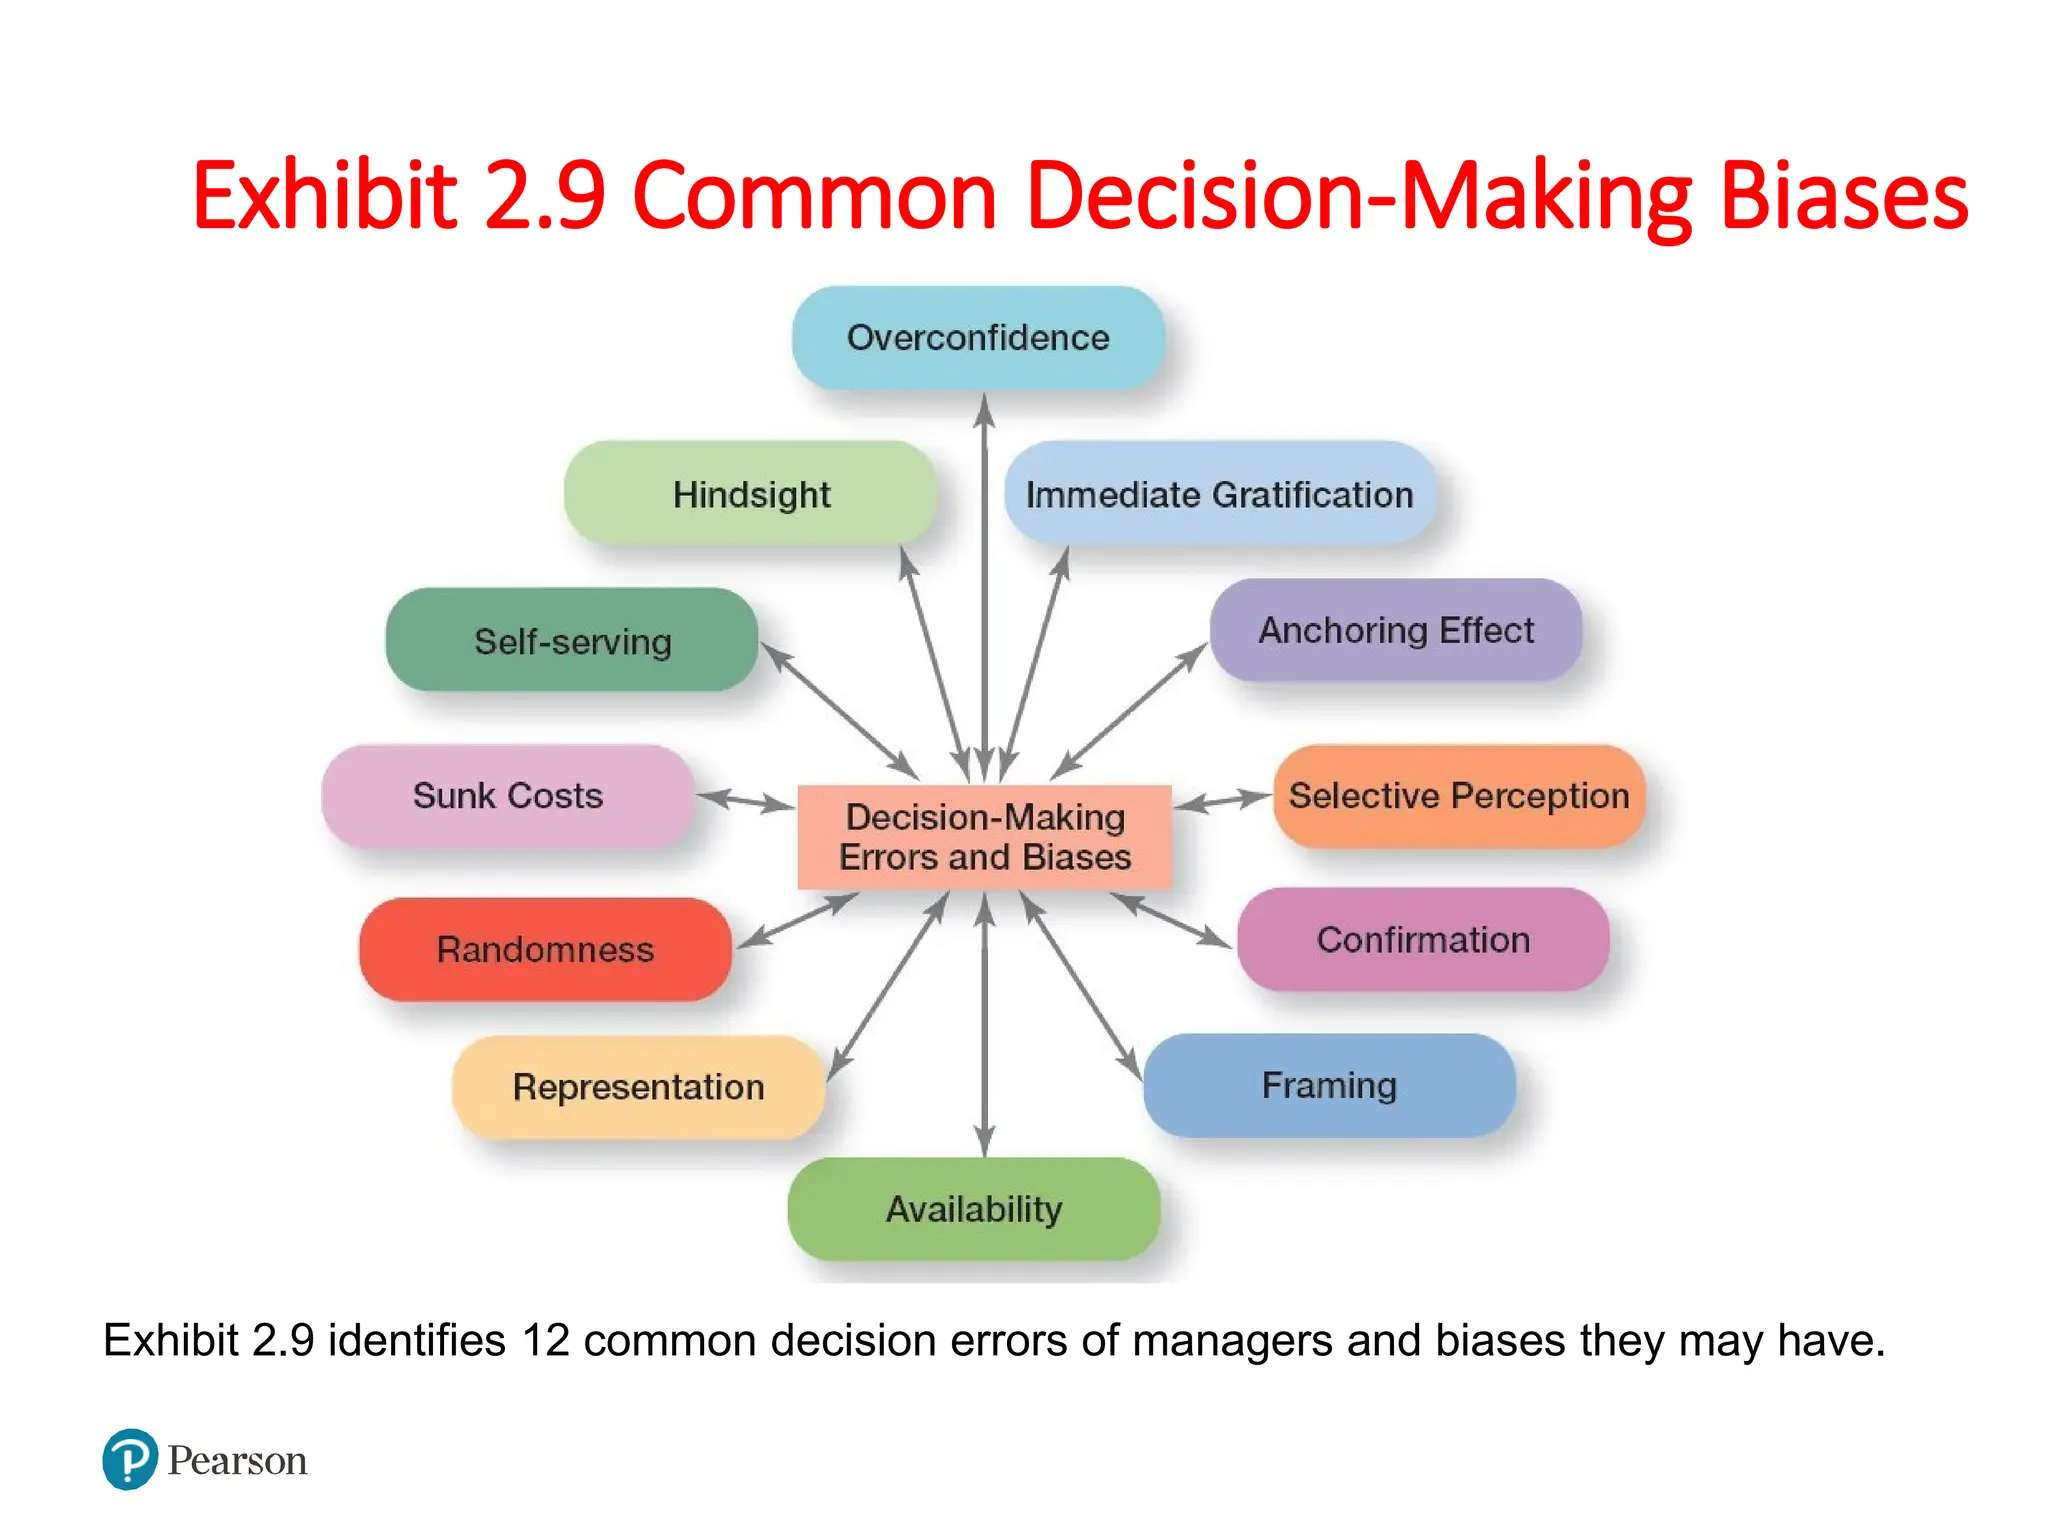 Exhibit 2.9 Common Decision-Making Biases
Overconfidence
Hindsight
Immediate Gratification
Self-serving
Anchoring Effect
Sunk Costs
Selective Perception
Decision-Making
Errors and Biases
Randomness
Confirmation
Representation
Framing
Availability
Exhibit 2.9 identifies 12 common decision errors of managers and biases they may have.
Pearson